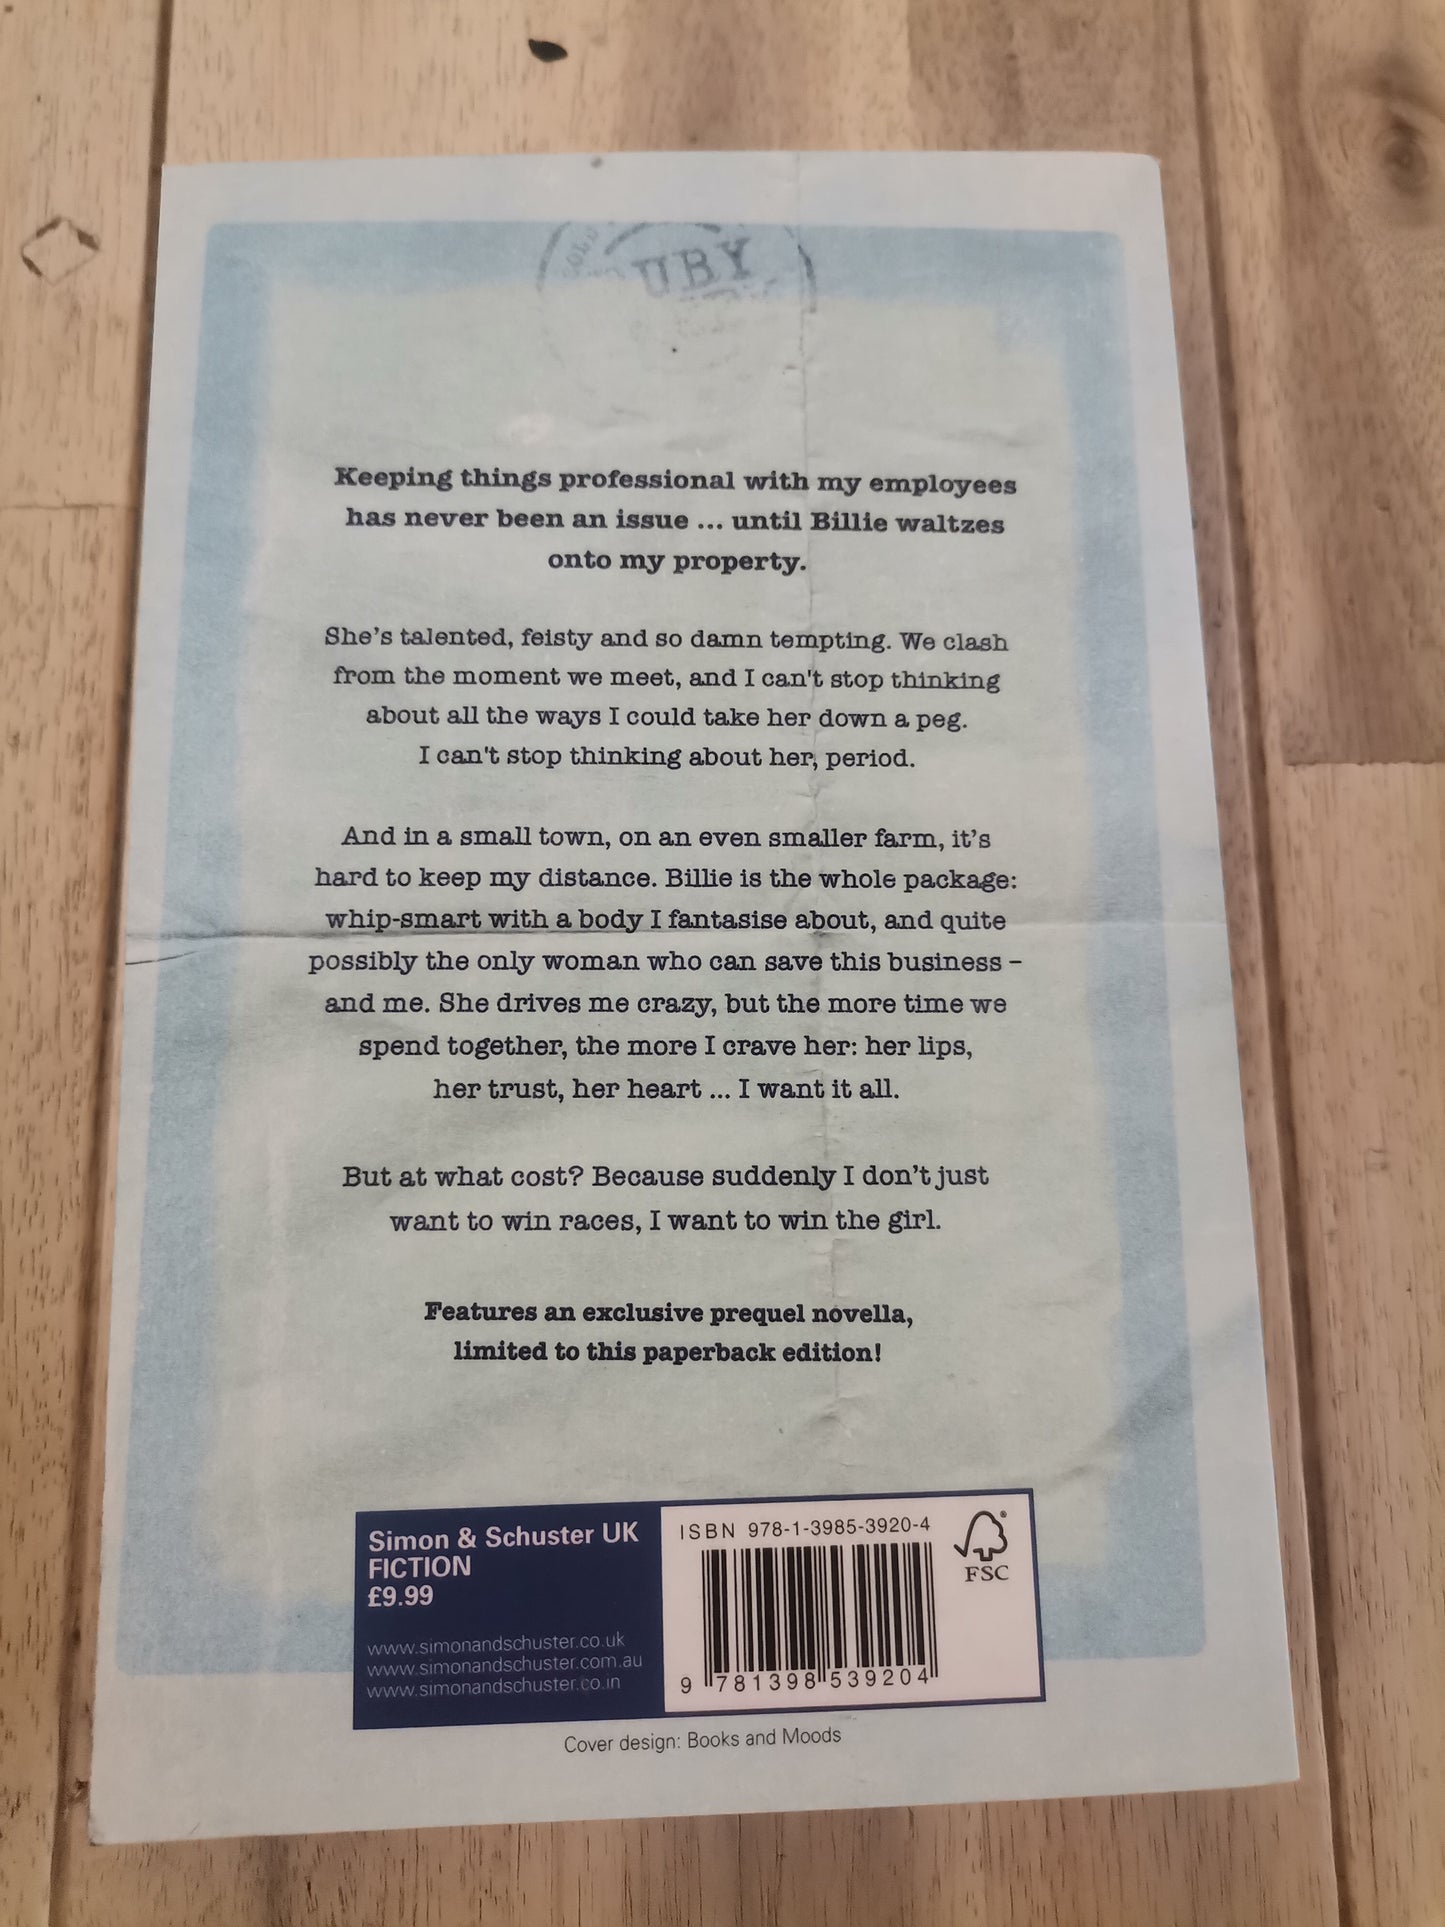 UBY
Keeping things professional with my employees
has never been an issue ... until Billie waltzes
onto my property.
She's talented, feisty and so damn tempting. We clash
from the moment we meet, and I can't stop thinking
about all the ways I could take her down a peg.
I can't stop thinking about her, period.
And in a small town, on an even smaller farm, it's
hard to keep my distance. Billie is the whole package:
whip-smart with a body I fantasise about, and quite
possibly the only woman who can save this business –
and me. She drives me crazy, but the more time we
spend together, the more I crave her: her lips,
her trust, her heart ... I want it all.
But at what cost? Because suddenly I don't just
want to win races, I want to win the girl.
Features an exclusive prequel novella,
limited to this paperback edition!
Simon & Schuster UK
FICTION
£9.99
www.simonandschuster.co.uk
www.simonandschuster.com.au
www.simonandschuster.co.in
ISBN 978-1-3985-3920-4
9 781398 539204
FSC
Cover design: Books and Moods